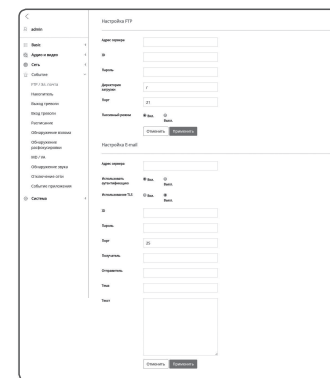 admin
Basic
Аудио и видео
Сеть
События
FTP / Эл. почта
Накопитель
Выход тревоги
Вход тревоги
Расписание
Обнаружение взлома
Обнаружение
расфокусировки
Обнаружение звука
Отключение сети
События приложения
Система
Настройка FTP
Адрес сервера
ID
Пароль
Директория
загрузки
/
Порт
21
Пассивный режим
Вкл.
Выкл.
Отменить
Применить
Настройка E-mail
Адрес сервера
Использовать
аутентификацию
Вкл.
Выкл.
Использование TLS
Вкл.
Выкл.
ID
Пароль
Порт
25
Получатель
Отправитель
Тема
Текст
Отменить
Применить